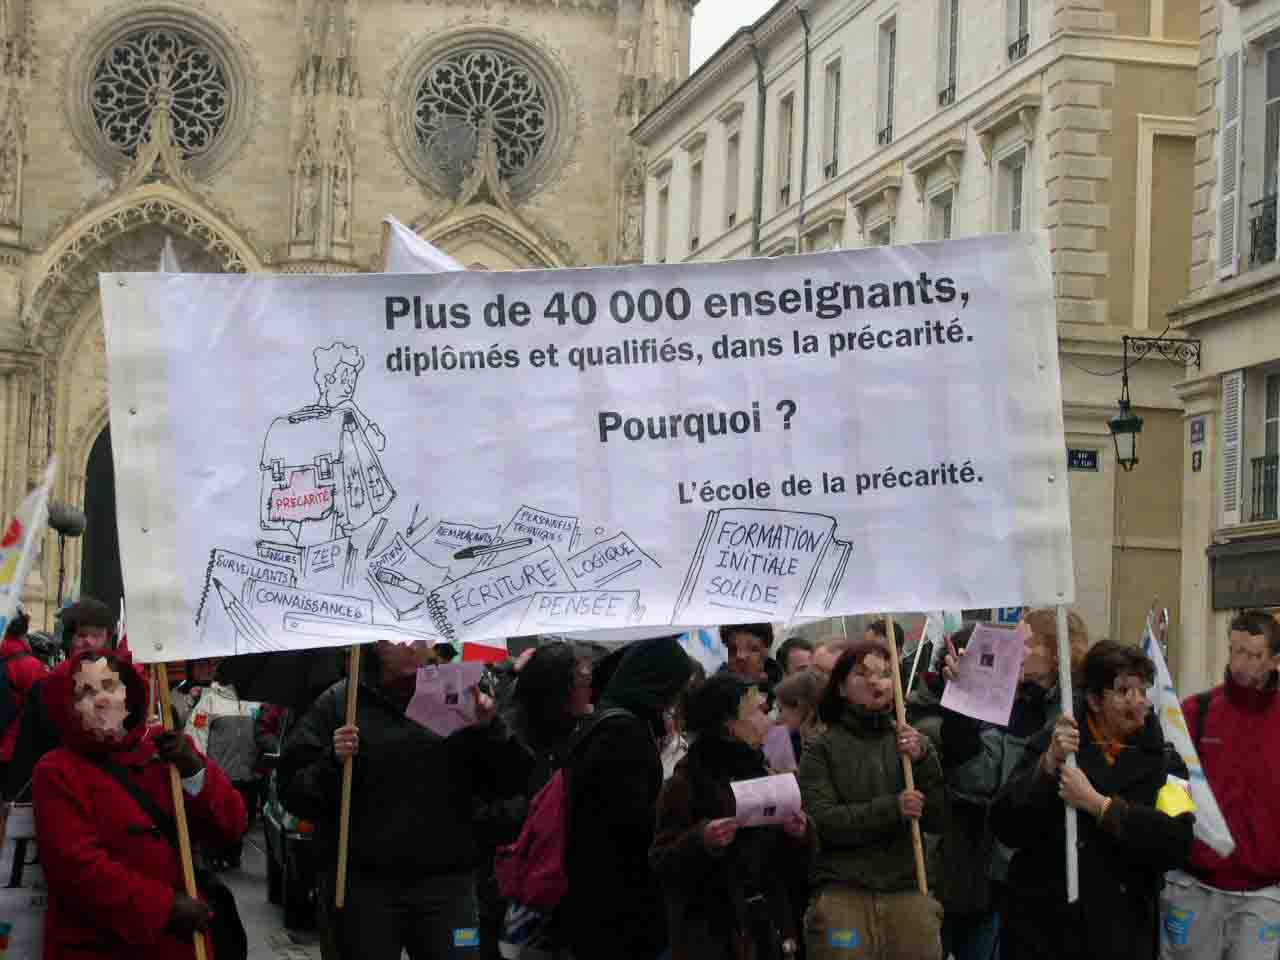 Plus de 40 000 enseignants,
diplômés et qualifiés, dans la précarité.
Pourquoi ?
L'école de la précarité.
PRÉCARITÉ
PERSONNELS
TECHNIQUES
REMPLAÇANTS
FORMATION
INITIALE
SOLIDE
LANGUES
ZEP
SOUTIEN
LOGIQUE
SURVEILLANTS
ÉCRITURE
CONNAISSANCES
PENSÉE
P